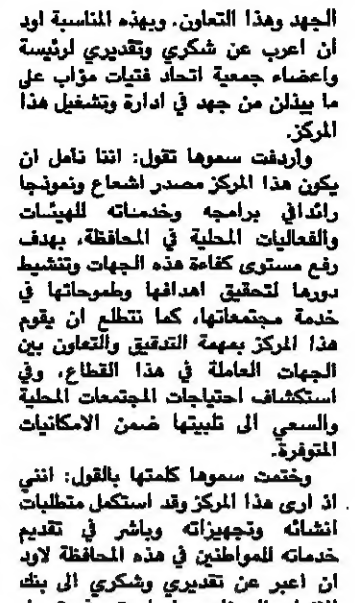 الجهد وهذا التعاون. وبهذه المناسبة اود
ان اعرب عن شكري وتقديري لرئيسة
واعضاء جمعية اتحاد فتيات مؤاب على
ما يبذلن من جهد في ادارة وتشغيل هذا
المركز.
واردفت سموها تقول: اننا نأمل ان
يكون هذا المركز مصدر اشعاع ونموذجا
رائدافي برامجه وخدماته للهيئات
والفعاليات المحلية في المحافظة، بهدف
رفع مستوى كفاءة هذه الجهات وتنشيط
دورها لتحقيق اهدافها وطموحاتها في
خدمة مجتمعاتها، كما نتطلع ان يقوم
هذا المركز بمهمة التدقيق والتعاون بين
الجهات العاملة في هذا القطاع، وفي
استكشاف احتياجات المجتمعات المحلية
والسعي الى تلبيتها ضمن الامكانيات
المتوفرة.
وختمت سموها كلمتها بالقول: انني
اذ ارى هذا المركز وقد استكمل متطلبات
انشائه وتجهيزاته وباشر في تقديم
خدماته للمواطنين في هذه المحافظة لاود
ان اعبر عن تقديري وشكري الى بنك